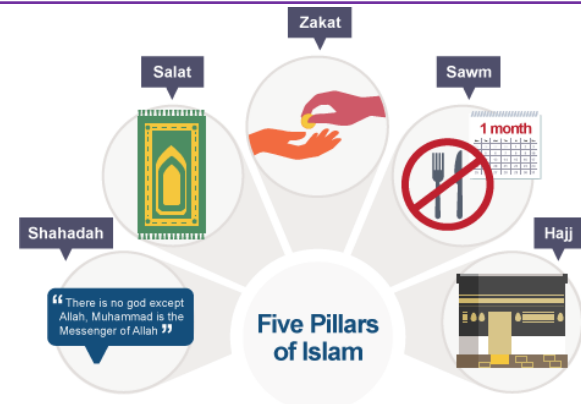 Zakat
Salat
Sawm
1 month
Shahadah
Hajj
“There is no god except
Allah, Muhammad is the
Messenger of Allah”
Five Pillars
of Islam